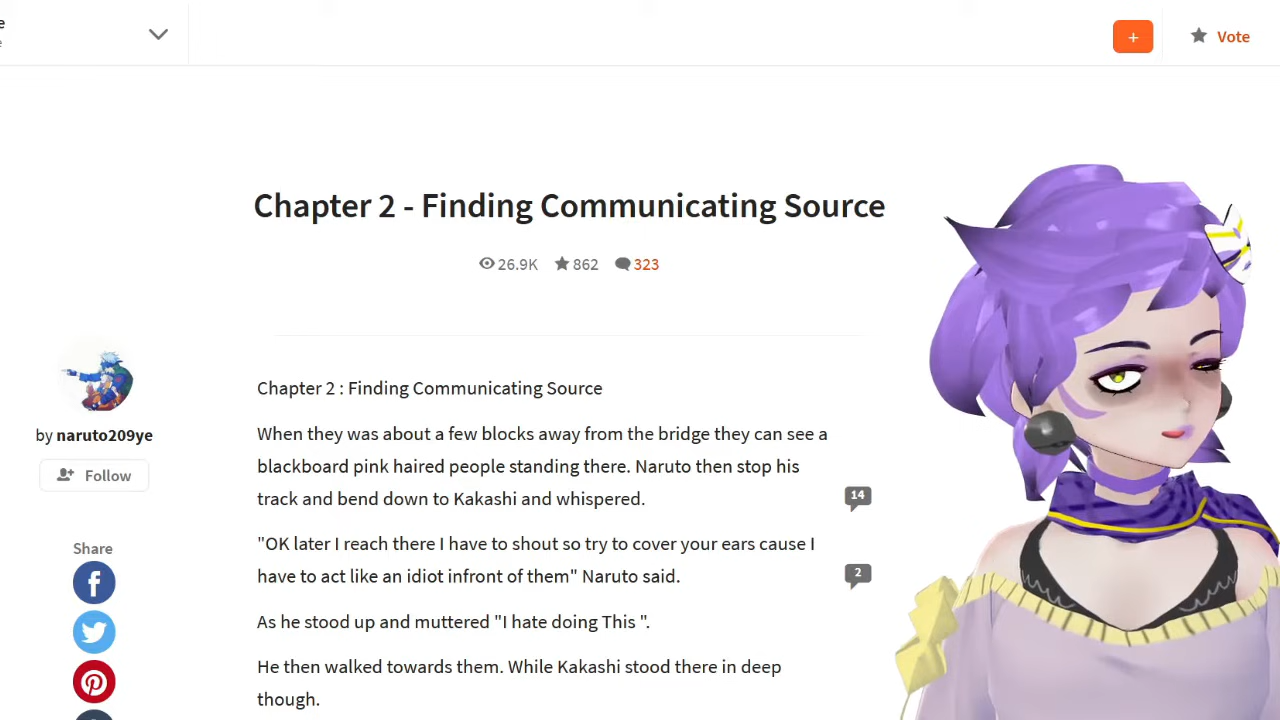 e
e
+
Vote
Chapter 2 - Finding Communicating Source
26.9K 862 323
Chapter 2 : Finding Communicating Source
by naruto209ye
When they was about a few blocks away from the bridge they can see a
Follow
blackboard pink haired people standing there. Naruto then stop his
track and bend down to Kakashi and whispered.
14
Share
"OK later I reach there I have to shout so try to cover your ears cause I
have to act like an idiot infront of them" Naruto said.
2
As he stood up and muttered "I hate doing This ".
He then walked towards them. While Kakashi stood there in deep
though.